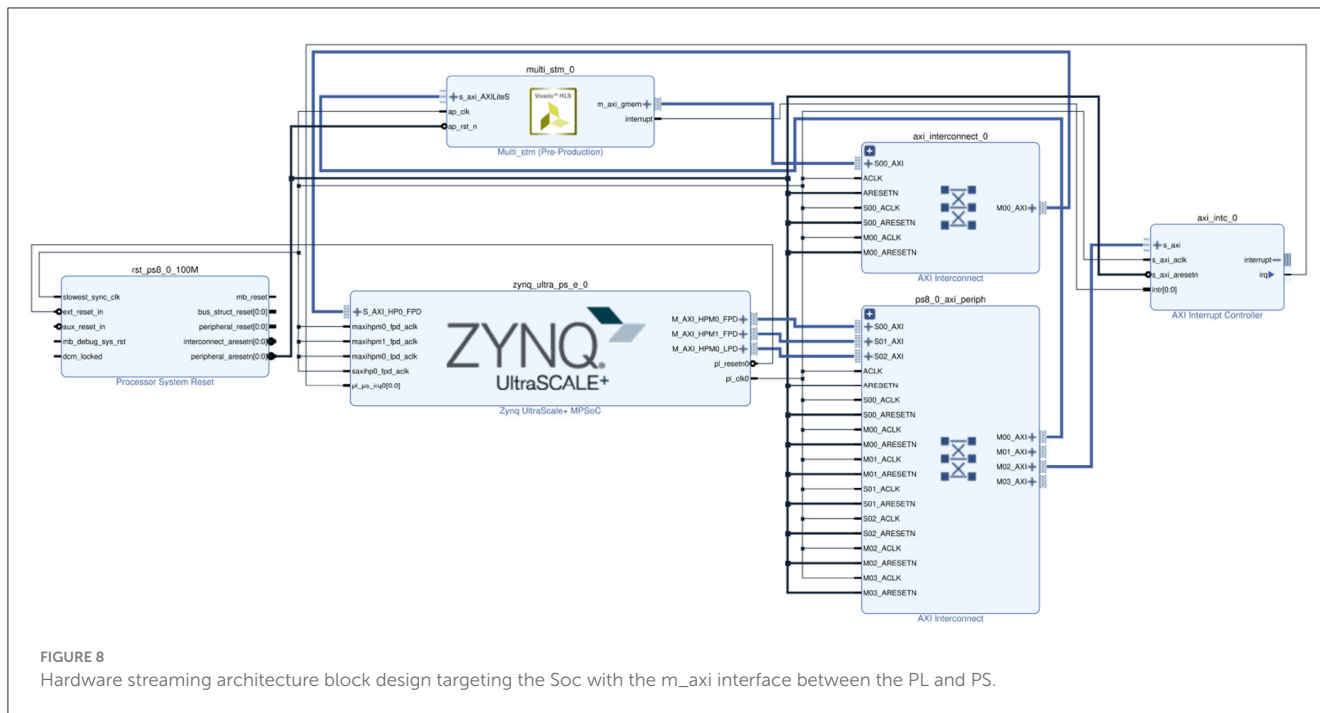 multi_stm_0
s_axi_AXILiteS
ap_clk
ap_rst_n
Vivado™ HLS
m_axi_gmem
interrupt
Multi_stm (Pre-Production)
axi_interconnect_0
S00_AXI
ACLK
ARESETN
S00_ACLK
S00_ARESETN
M00_ACLK
M00_ARESETN
M00_AXI
AXI Interconnect
axi_intc_0
s_axi
s_axi_aclk
s_axi_aresetn
intr[0:0]
interrupt
irq
AXI Interrupt Controller
rst_ps8_0_100M
slowest_sync_clk
ext_reset_in
aux_reset_in
mb_debug_sys_rst
dcm_locked
mb_reset
bus_struct_reset[0:0]
peripheral_reset[0:0]
interconnect_aresetn[0:0]
peripheral_aresetn[0:0]
Processor System Reset
zynq_ultra_ps_e_0
S_AXI_HP0_FPD
maxihpm0_fpd_aclk
maxihpm1_fpd_aclk
maxihpm0_lpd_aclk
saxihp0_fpd_aclk
pl_ps_irq0[0:0]
ZYNQ
UltraSCALE+
M_AXI_HPM0_FPD
M_AXI_HPM1_FPD
M_AXI_HPM0_LPD
pl_resetn0
pl_clk0
Zynq UltraScale+ MPSoC
ps8_0_axi_periph
S00_AXI
S01_AXI
S02_AXI
ACLK
ARESETN
S00_ACLK
S00_ARESETN
M00_ACLK
M00_ARESETN
M01_ACLK
M01_ARESETN
S01_ACLK
S01_ARESETN
S02_ACLK
S02_ARESETN
M02_ACLK
M02_ARESETN
M03_ACLK
M03_ARESETN
M00_AXI
M01_AXI
M02_AXI
M03_AXI
AXI Interconnect
FIGURE 8
Hardware streaming architecture block design targeting the Soc with the m_axi interface between the PL and PS.